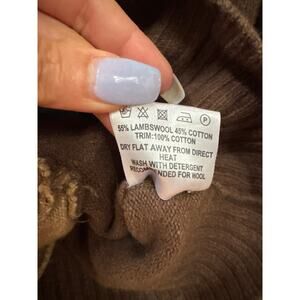 55% LAMBSWOOL 45% COTTON
TRIM:100% COTTON
DRY FLAT AWAY FROM DIRECT
HEAT
WASH WITH DETERGENT
RECOMMENDED FOR WOOL